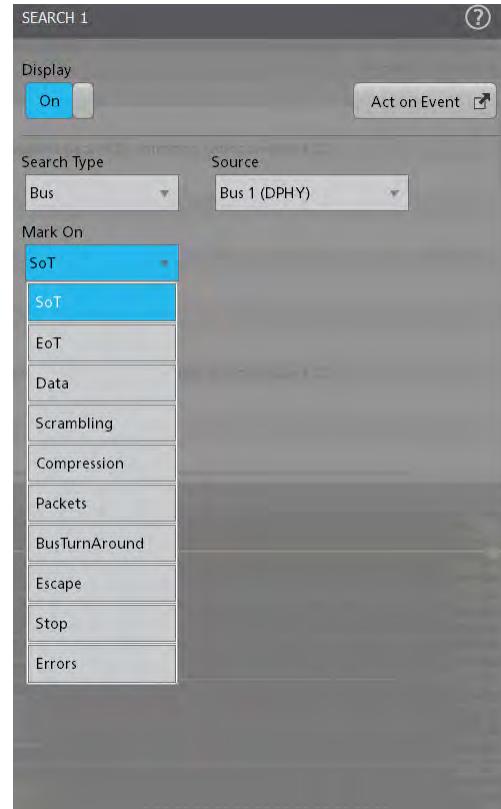 SEARCH 1 ?
Display
On
Act on Event
Search Type Source
Bus Bus 1 (DPHY)
Mark On
SoT
SoT
EoT
Data
Scrambling
Compression
Packets
BusTurnAround
Escape
Stop
Errors